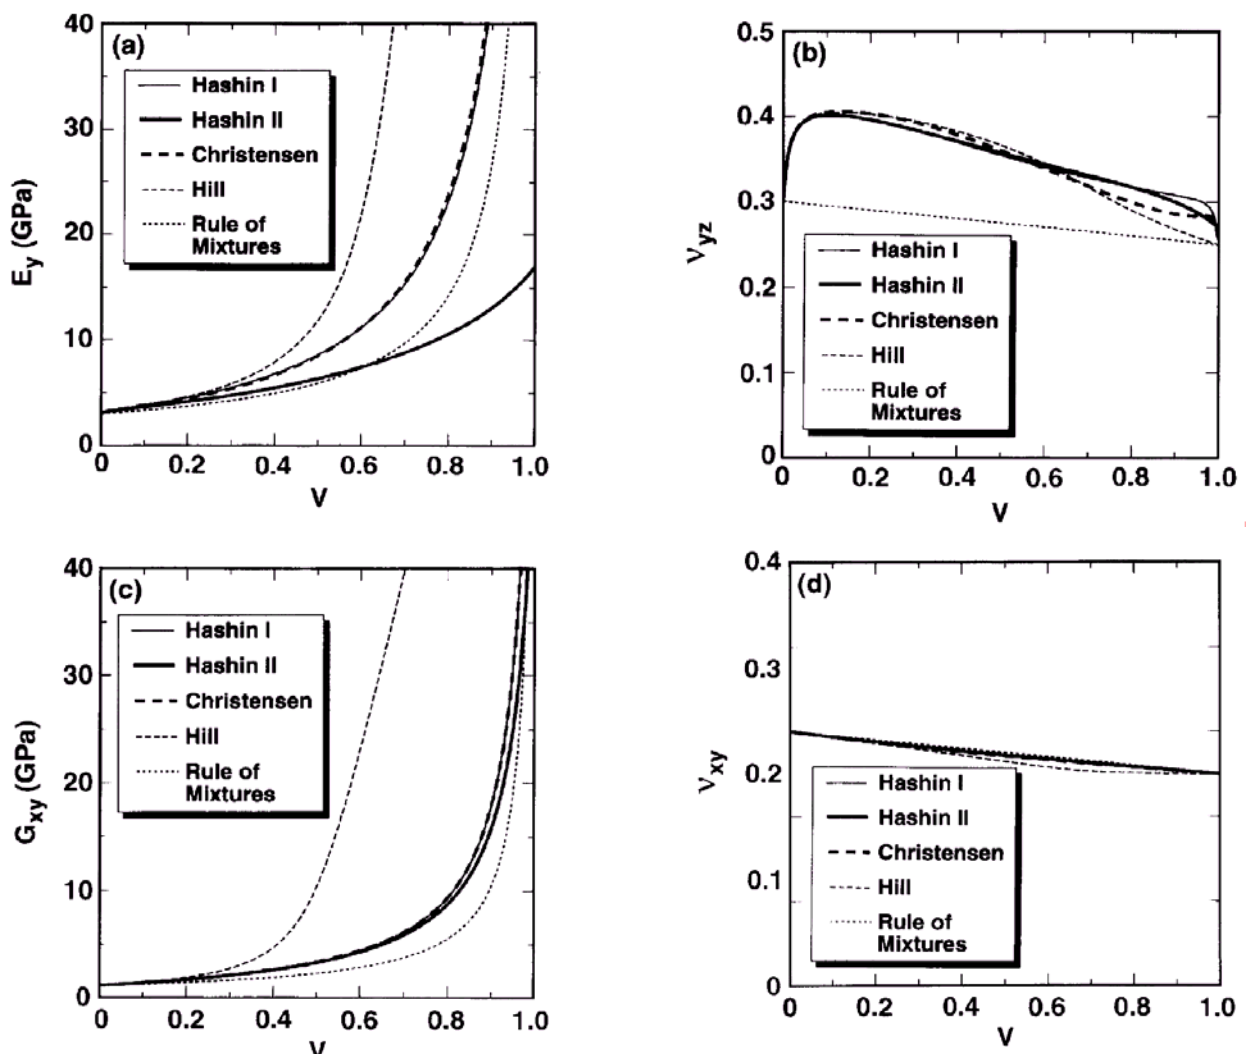 (a)
40
30
20
10
0
E_y (GPa)
Hashin I
Hashin II
Christensen
Hill
Rule of
Mixtures
0 0.2 0.4 0.6 0.8 1.0
V
(b)
0.5
0.4
0.3
0.2
0.1
0
ν_yz
Hashin I
Hashin II
Christensen
Hill
Rule of
Mixtures
0 0.2 0.4 0.6 0.8 1.0
V
(c)
40
30
20
10
0
G_xy (GPa)
Hashin I
Hashin II
Christensen
Hill
Rule of
Mixtures
0 0.2 0.4 0.6 0.8 1.0
V
(d)
0.4
0.3
0.2
0.1
0
ν_xy
Hashin I
Hashin II
Christensen
Hill
Rule of
Mixtures
0 0.2 0.4 0.6 0.8 1.0
V